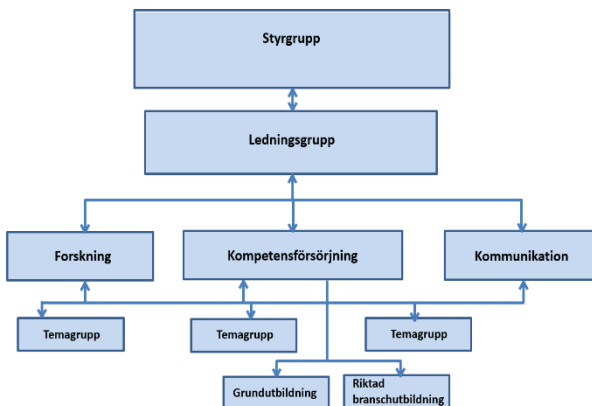 Styrgrupp
Ledningsgrupp
Forskning
Kompetensförsörjning
Kommunikation
Temagrupp
Temagrupp
Temagrupp
Grundutbildning
Riktad
branschutbildning